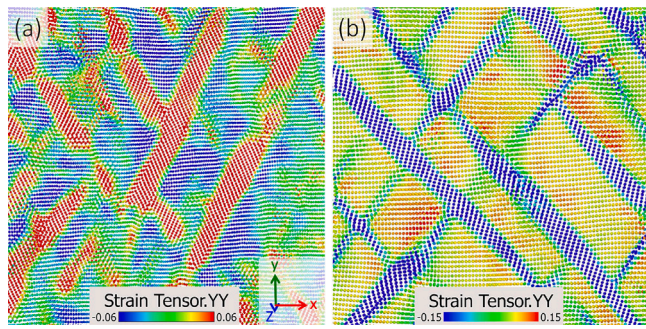 (a)
(b)
y
x
Z
Strain Tensor.YY
-0.06 0.06
Strain Tensor.YY
-0.15 0.15